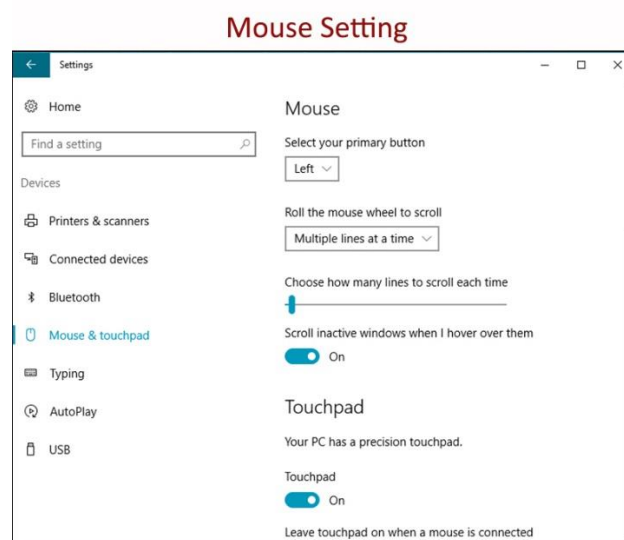 Mouse Setting
Settings
Home
Find a setting
Devices
Printers & scanners
Connected devices
Bluetooth
Mouse & touchpad
Typing
AutoPlay
USB
Mouse
Select your primary button
Left
Roll the mouse wheel to scroll
Multiple lines at a time
Choose how many lines to scroll each time
Scroll inactive windows when I hover over them
On
Touchpad
Your PC has a precision touchpad.
Touchpad
On
Leave touchpad on when a mouse is connected